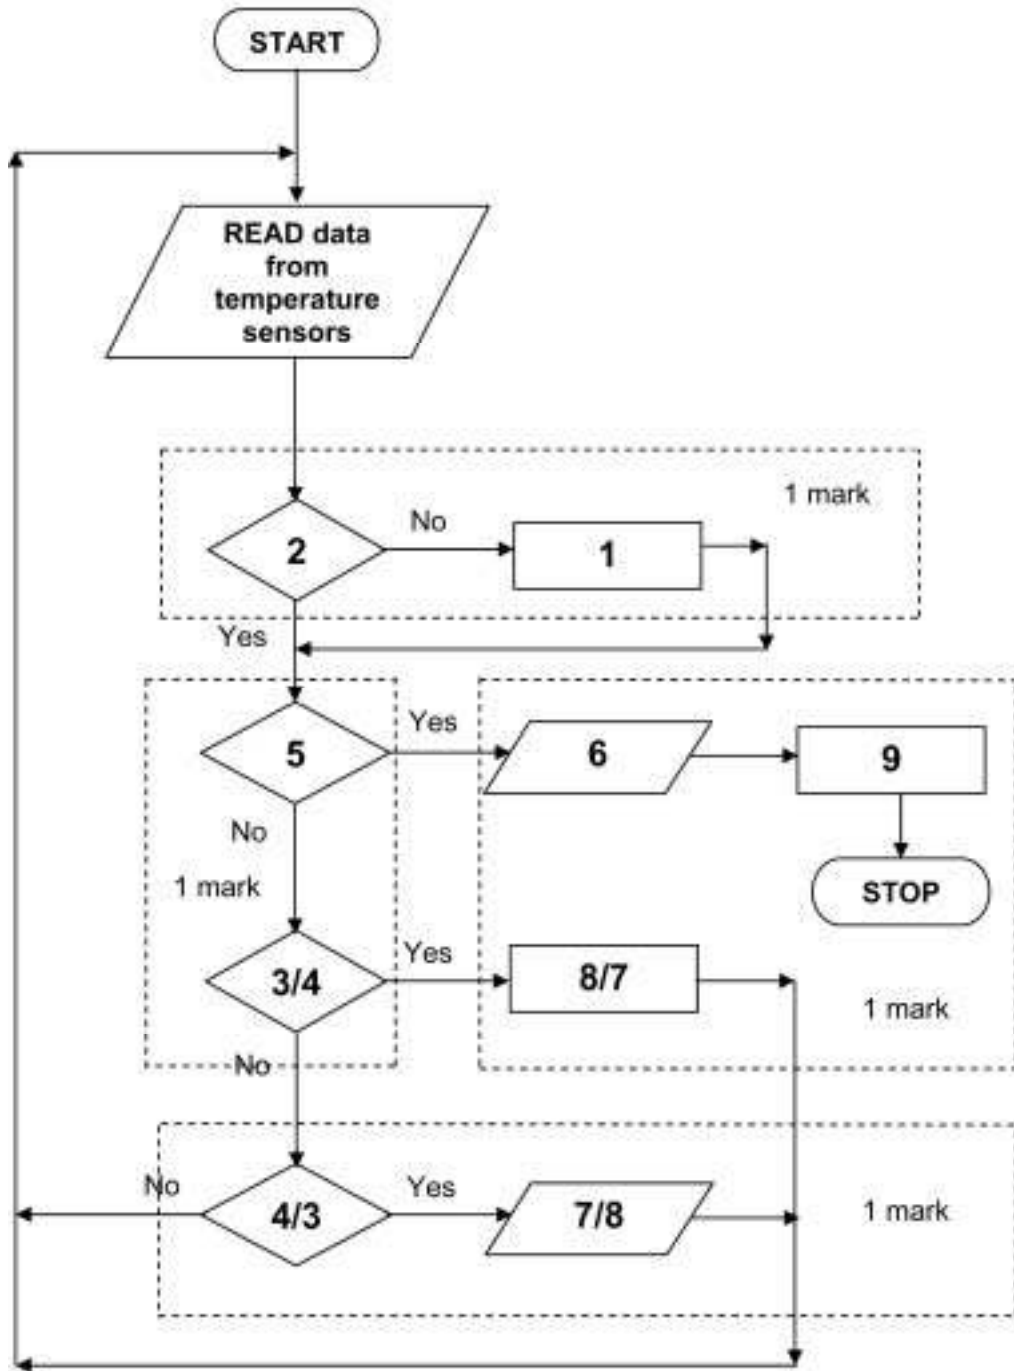 START
READ data
from
temperature
sensors
1 mark
No
2
1
Yes
Yes
5
6
9
No
1 mark
STOP
Yes
3/4
8/7
1 mark
No
No
Yes
4/3
7/8
1 mark